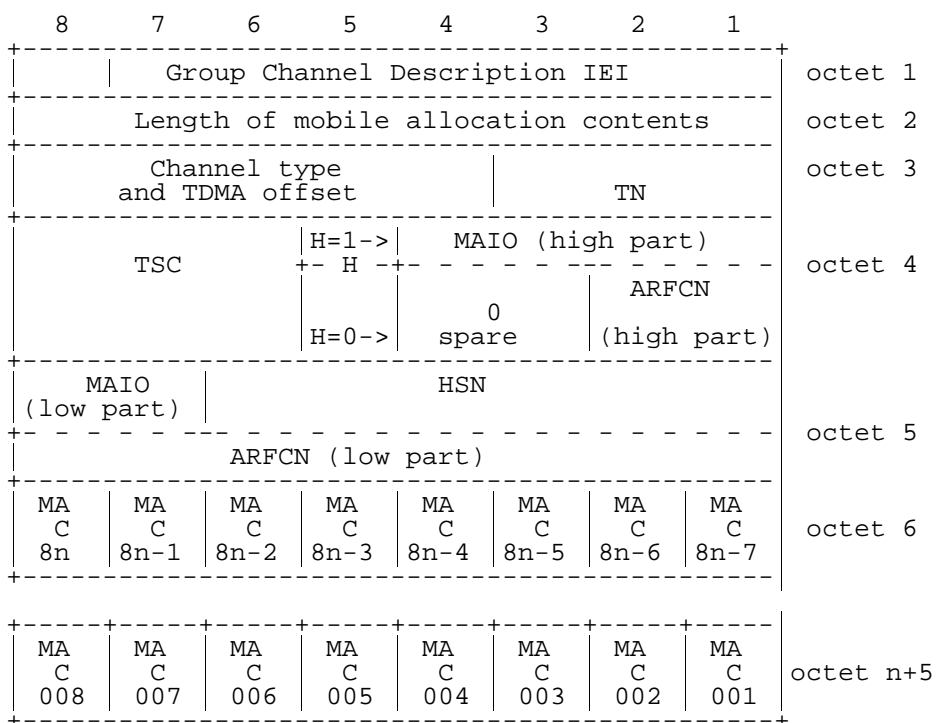 8 7 6 5 4 3 2 1
Group Channel Description IEI octet 1
Length of mobile allocation contents octet 2
Channel type octet 3
and TDMA offset TN
H=1-> MAIO (high part)
TSC H octet 4
ARFCN
0
H=0-> spare (high part)
MAIO HSN
(low part)
octet 5
ARFCN (low part)
MA MA MA MA MA MA MA MA
C C C C C C C C octet 6
8n 8n-1 8n-2 8n-3 8n-4 8n-5 8n-6 8n-7
MA MA MA MA MA MA MA MA
C C C C C C C C octet n+5
008 007 006 005 004 003 002 001